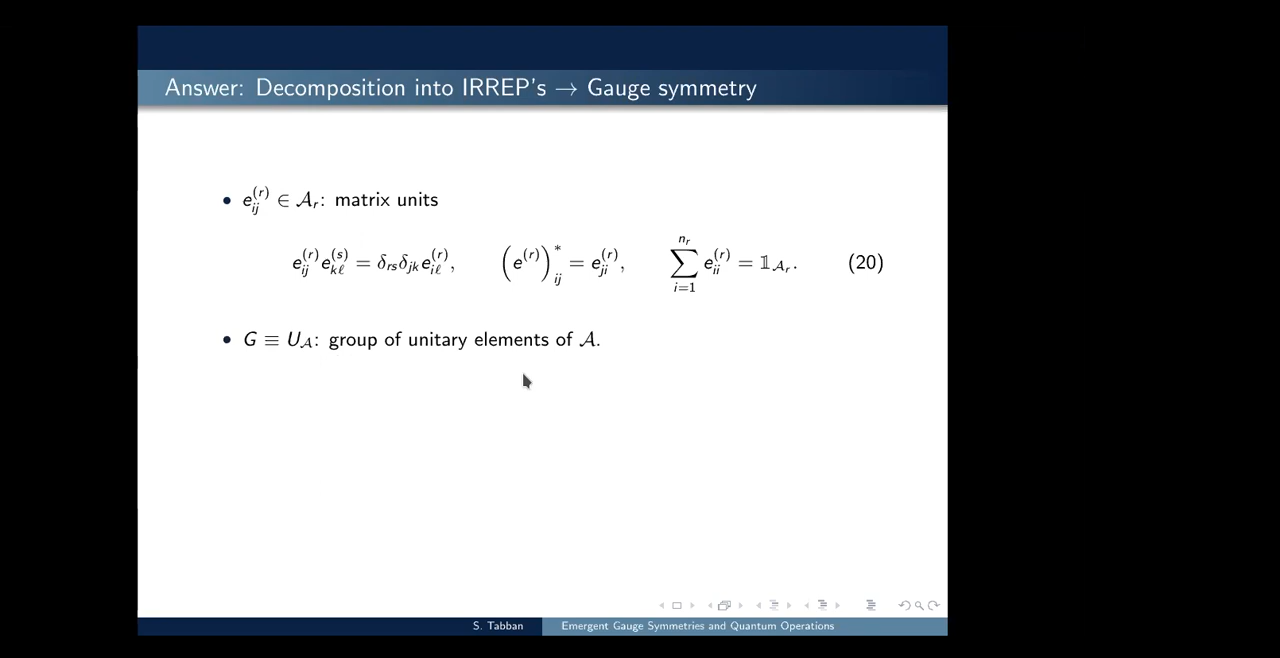 Answer: Decomposition into IRREP's → Gauge symmetry
• e_{ij}^{(r)} ∈ 𝒜_r: matrix units
e_{ij}^{(r)} e_{kℓ}^{(s)} = δ_{rs} δ_{jk} e_{iℓ}^{(r)}, (e^{(r)})^*_{ij} = e_{ji}^{(r)}, ∑_{i=1}^{n_r} e_{ii}^{(r)} = 𝟙_{𝒜_r}. (20)
• G ≡ U_𝒜: group of unitary elements of 𝒜.
S. Tabban Emergent Gauge Symmetries and Quantum Operations